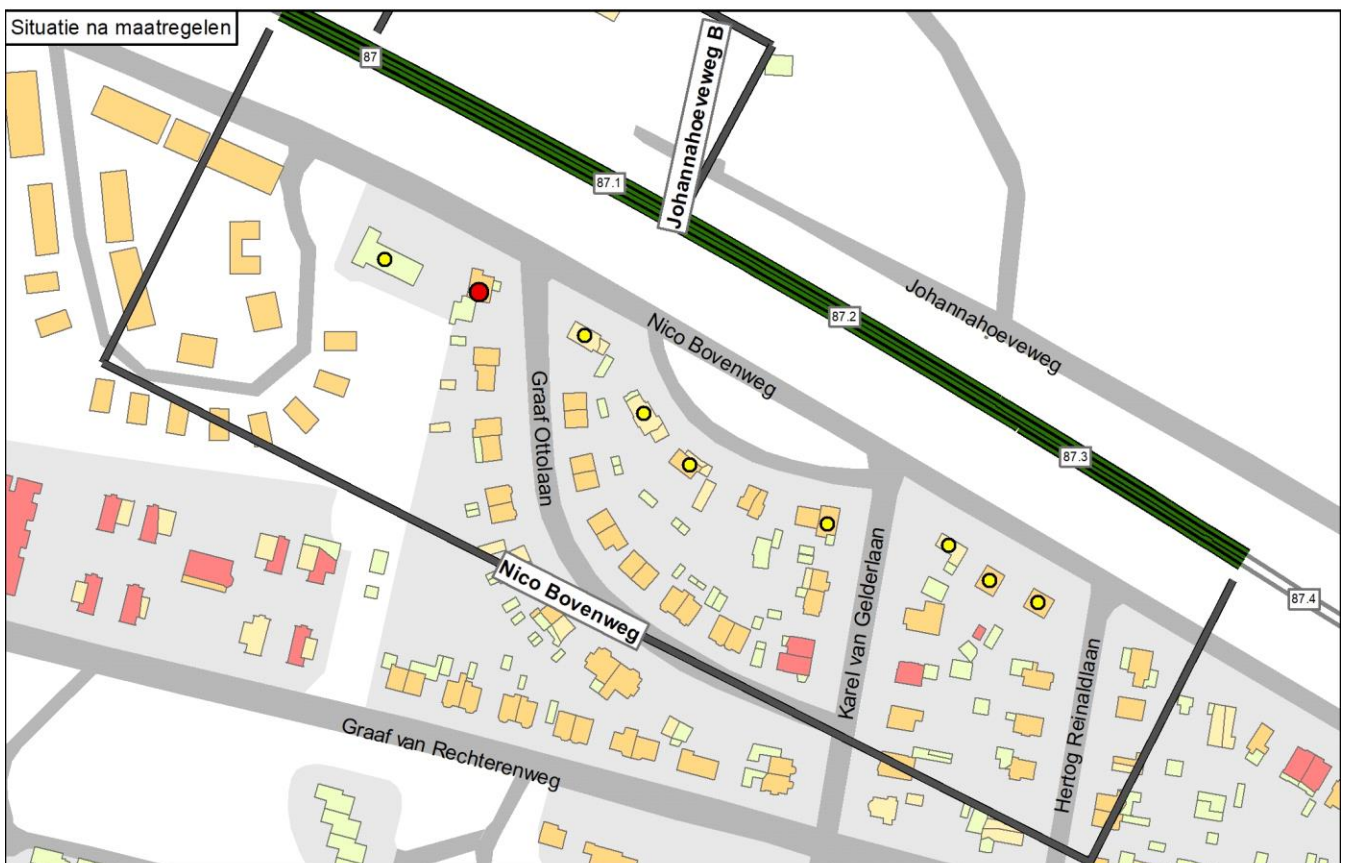 Situatie na maatregelen
87
Johannahoeveweg B
87.1
87.2
Johannahoeveweg
Nico Bovenweg
Graaf Ottolaan
87.3
Nico Bovenweg
Karel van Gelderlaan
87.4
Hertog Reinaldlaan
Graaf van Rechterenweg